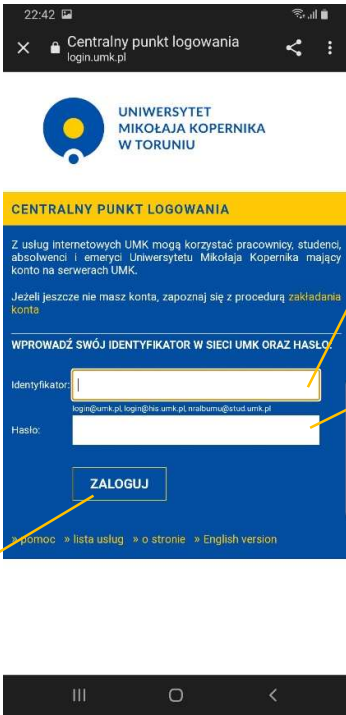 22:42
Centralny punkt logowania
login.umk.pl
UNIWERSYTET
MIKOŁAJA KOPERNIKA
W TORUNIU
CENTRALNY PUNKT LOGOWANIA
Z usług internetowych UMK mogą korzystać pracownicy, studenci,
absolwenci i emeryci Uniwersytetu Mikołaja Kopernika mający
konto na serwerach UMK.
Jeżeli jeszcze nie masz konta, zapoznaj się z procedurą zakładania
konta
WPROWADŹ SWÓJ IDENTYFIKATOR W SIECI UMK ORAZ HASŁO:
Identyfikator:
login@umk.pl, login@his.umk.pl, nralbumu@stud.umk.pl
Hasło:
ZALOGUJ
» pomoc » lista usług » o stronie » English version